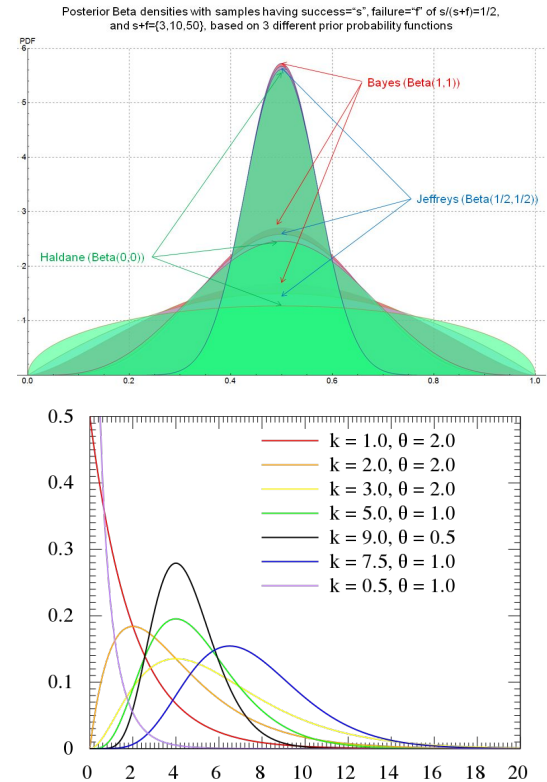 Posterior Beta densities with samples having success="s", failure="f" of s/(s+f)=1/2,
and s+f={3,10,50}, based on 3 different prior probability functions
PDF
6
5
4
3
2
1
Bayes (Beta(1,1))
Jeffreys (Beta(1/2,1/2))
Haldane (Beta(0,0))
0.0 0.2 0.4 0.6 0.8 1.0
0.5
0.4
0.3
0.2
0.1
0
k = 1.0, θ = 2.0
k = 2.0, θ = 2.0
k = 3.0, θ = 2.0
k = 5.0, θ = 1.0
k = 9.0, θ = 0.5
k = 7.5, θ = 1.0
k = 0.5, θ = 1.0
0 2 4 6 8 10 12 14 16 18 20